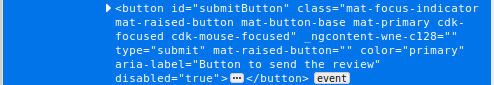 <button id="submitButton" class="mat-focus-indicator
mat-raised-button mat-button-base mat-primary cdk-
focused cdk-mouse-focused" _ngcontent-wne-c128=""
type="submit" mat-raised-button="" color="primary"
aria-label="Button to send the review"
disabled="true"> ••• </button> event